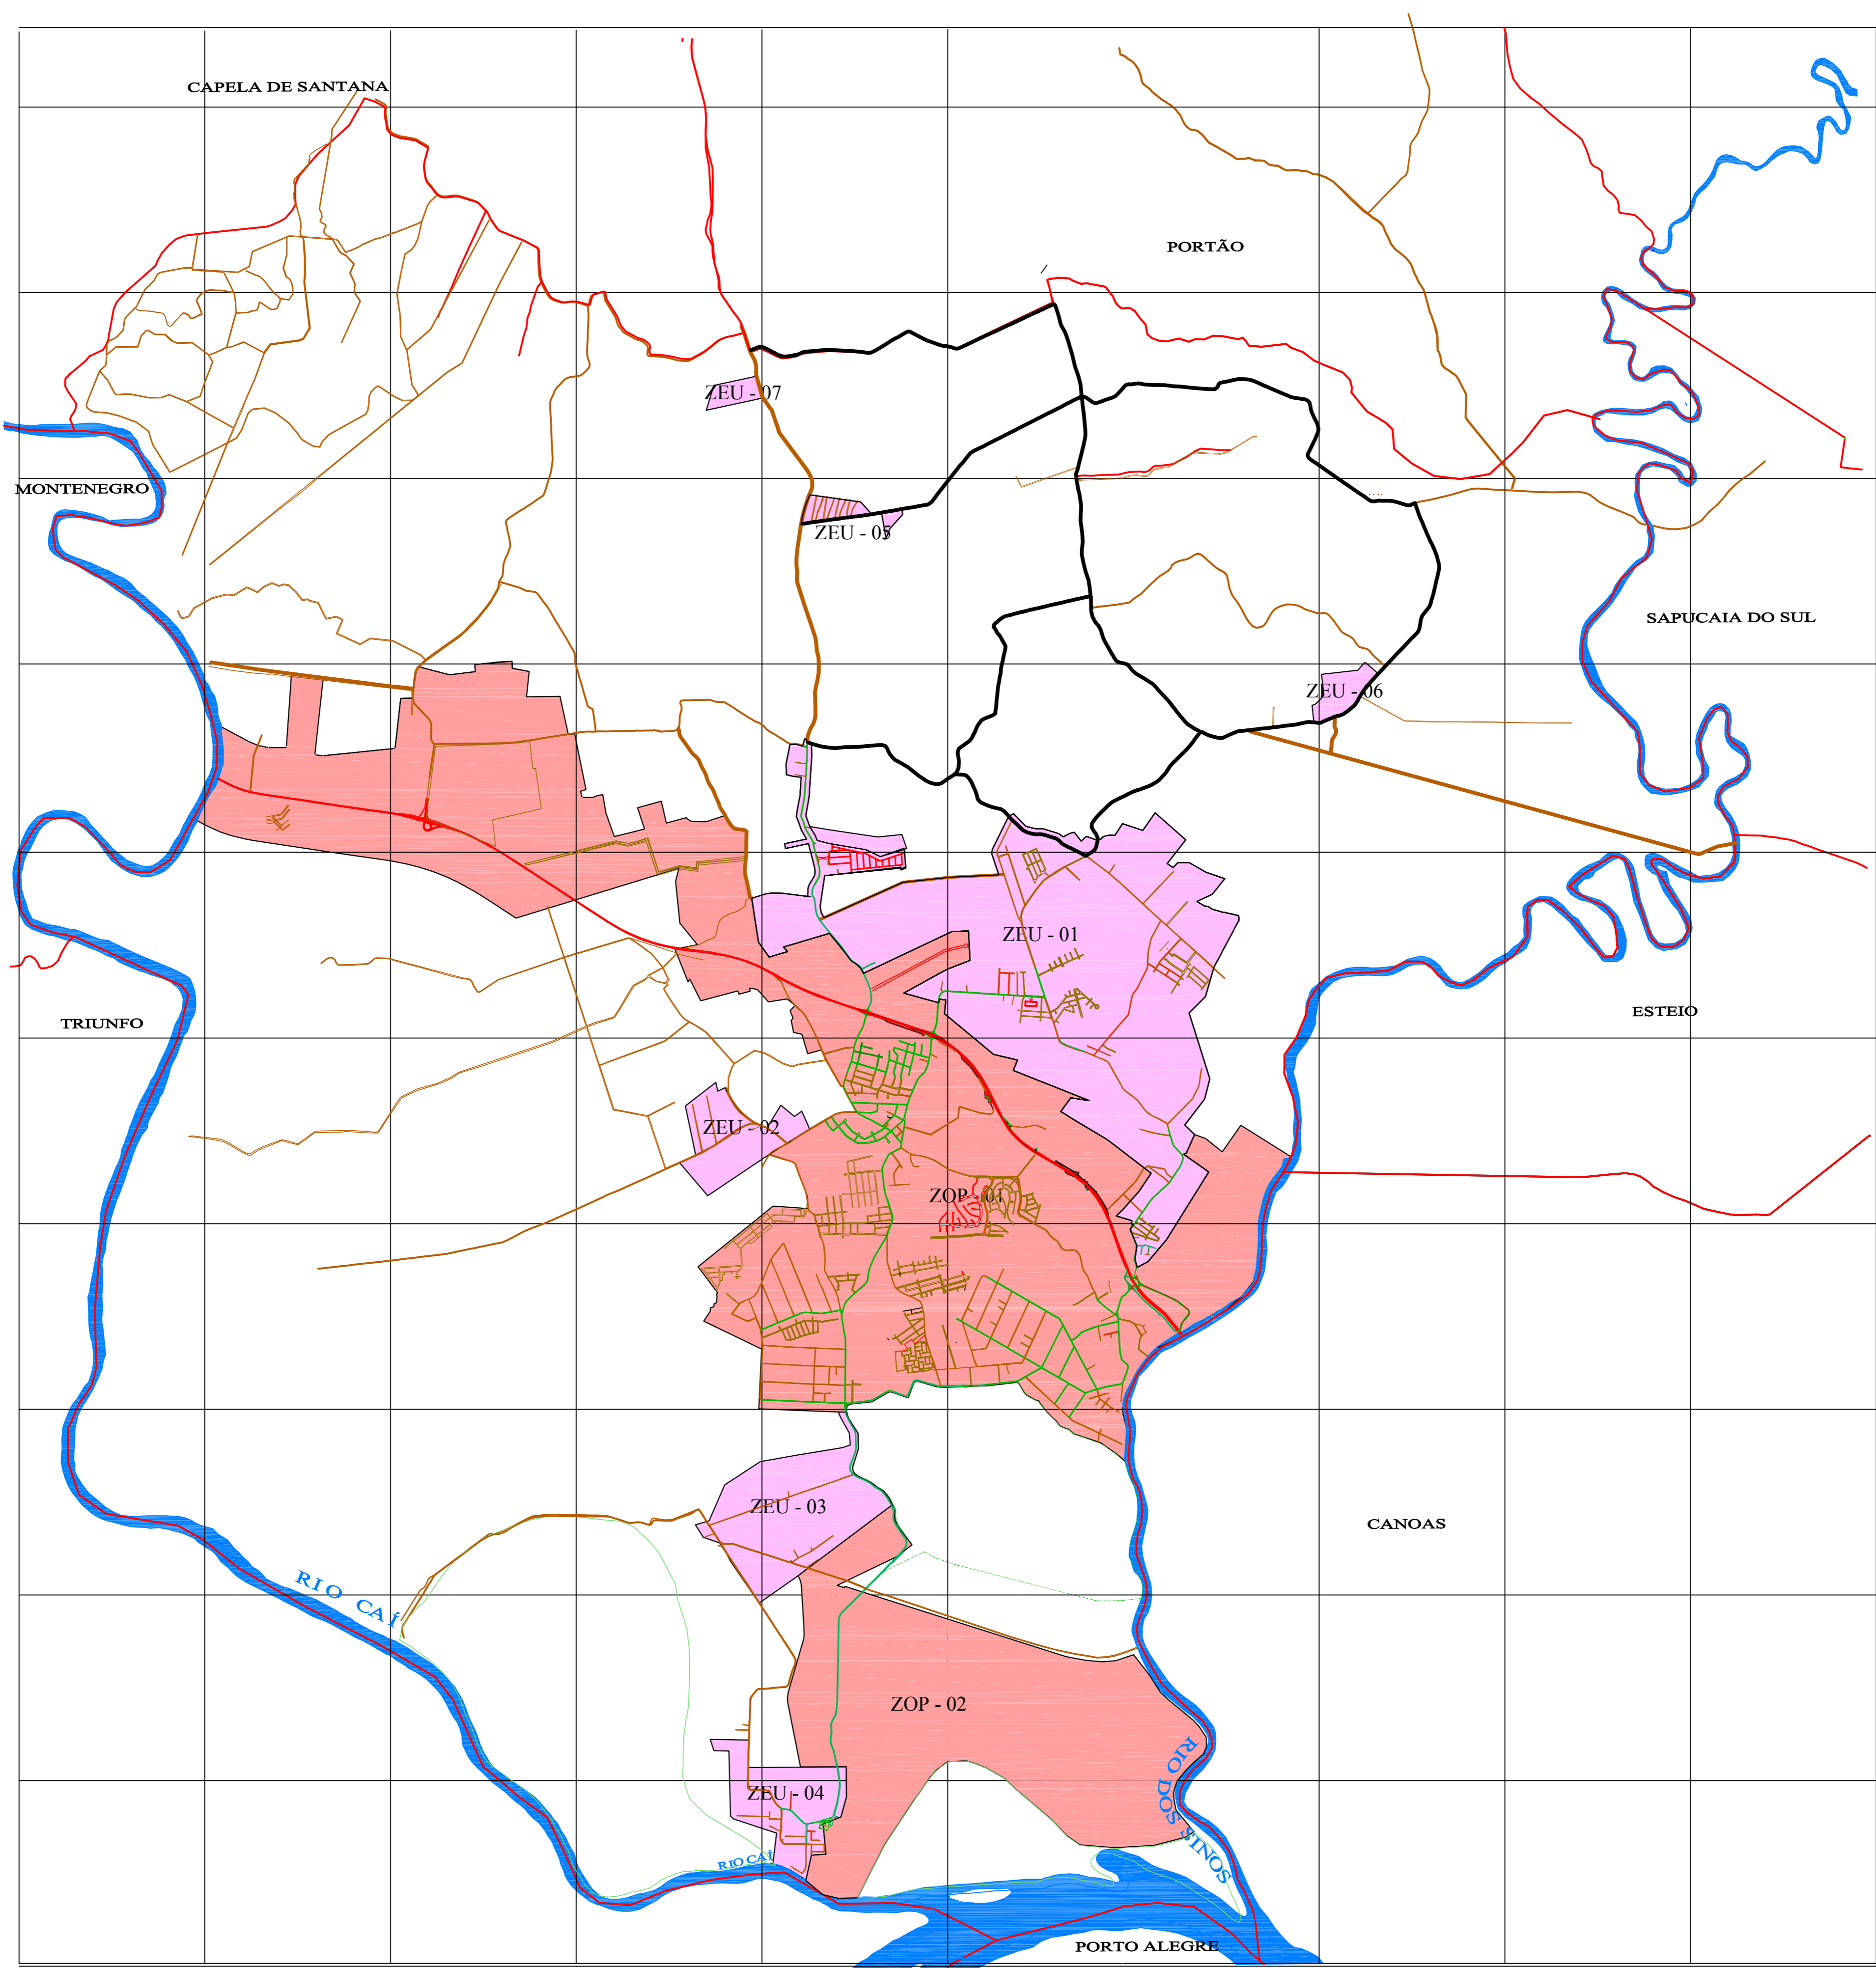 CAPELA DE SANTANA
PORTÃO
ZEU - 07
MONTENEGRO
ZEU - 05
SAPUCAIA DO SUL
ZEU - 06
ZEU - 01
ESTEIO
TRIUNFO
ZEU - 02
ZOP - 01
ZEU - 03
CANOAS
RIO CAÍ
ZOP - 02
RIO DOS SINOS
ZEU - 04
RIO CAÍ
PORTO ALEGRE